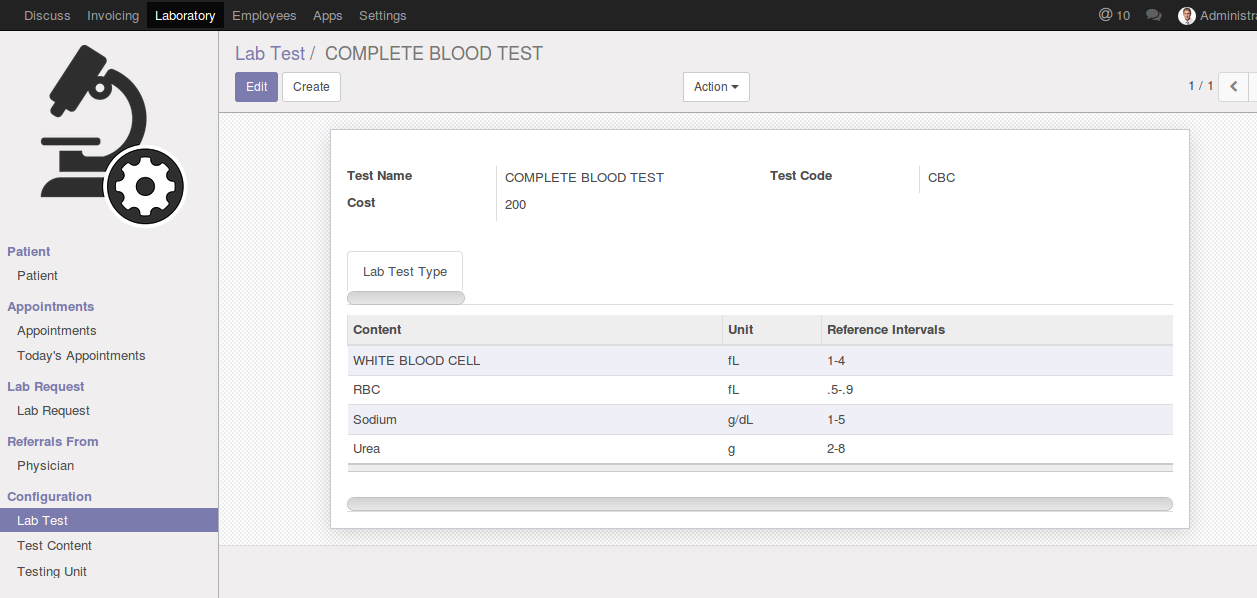 Discuss Invoicing Laboratory Employees Apps Settings @ 10 Administra
Lab Test / COMPLETE BLOOD TEST
Edit Create Action 1 / 1
Test Name COMPLETE BLOOD TEST Test Code CBC
Cost 200
Lab Test Type
Content Unit Reference Intervals
WHITE BLOOD CELL fL 1-4
RBC fL .5-.9
Sodium g/dL 1-5
Urea g 2-8
Patient
Patient
Appointments
Appointments
Today's Appointments
Lab Request
Lab Request
Referrals From
Physician
Configuration
Lab Test
Test Content
Testing Unit